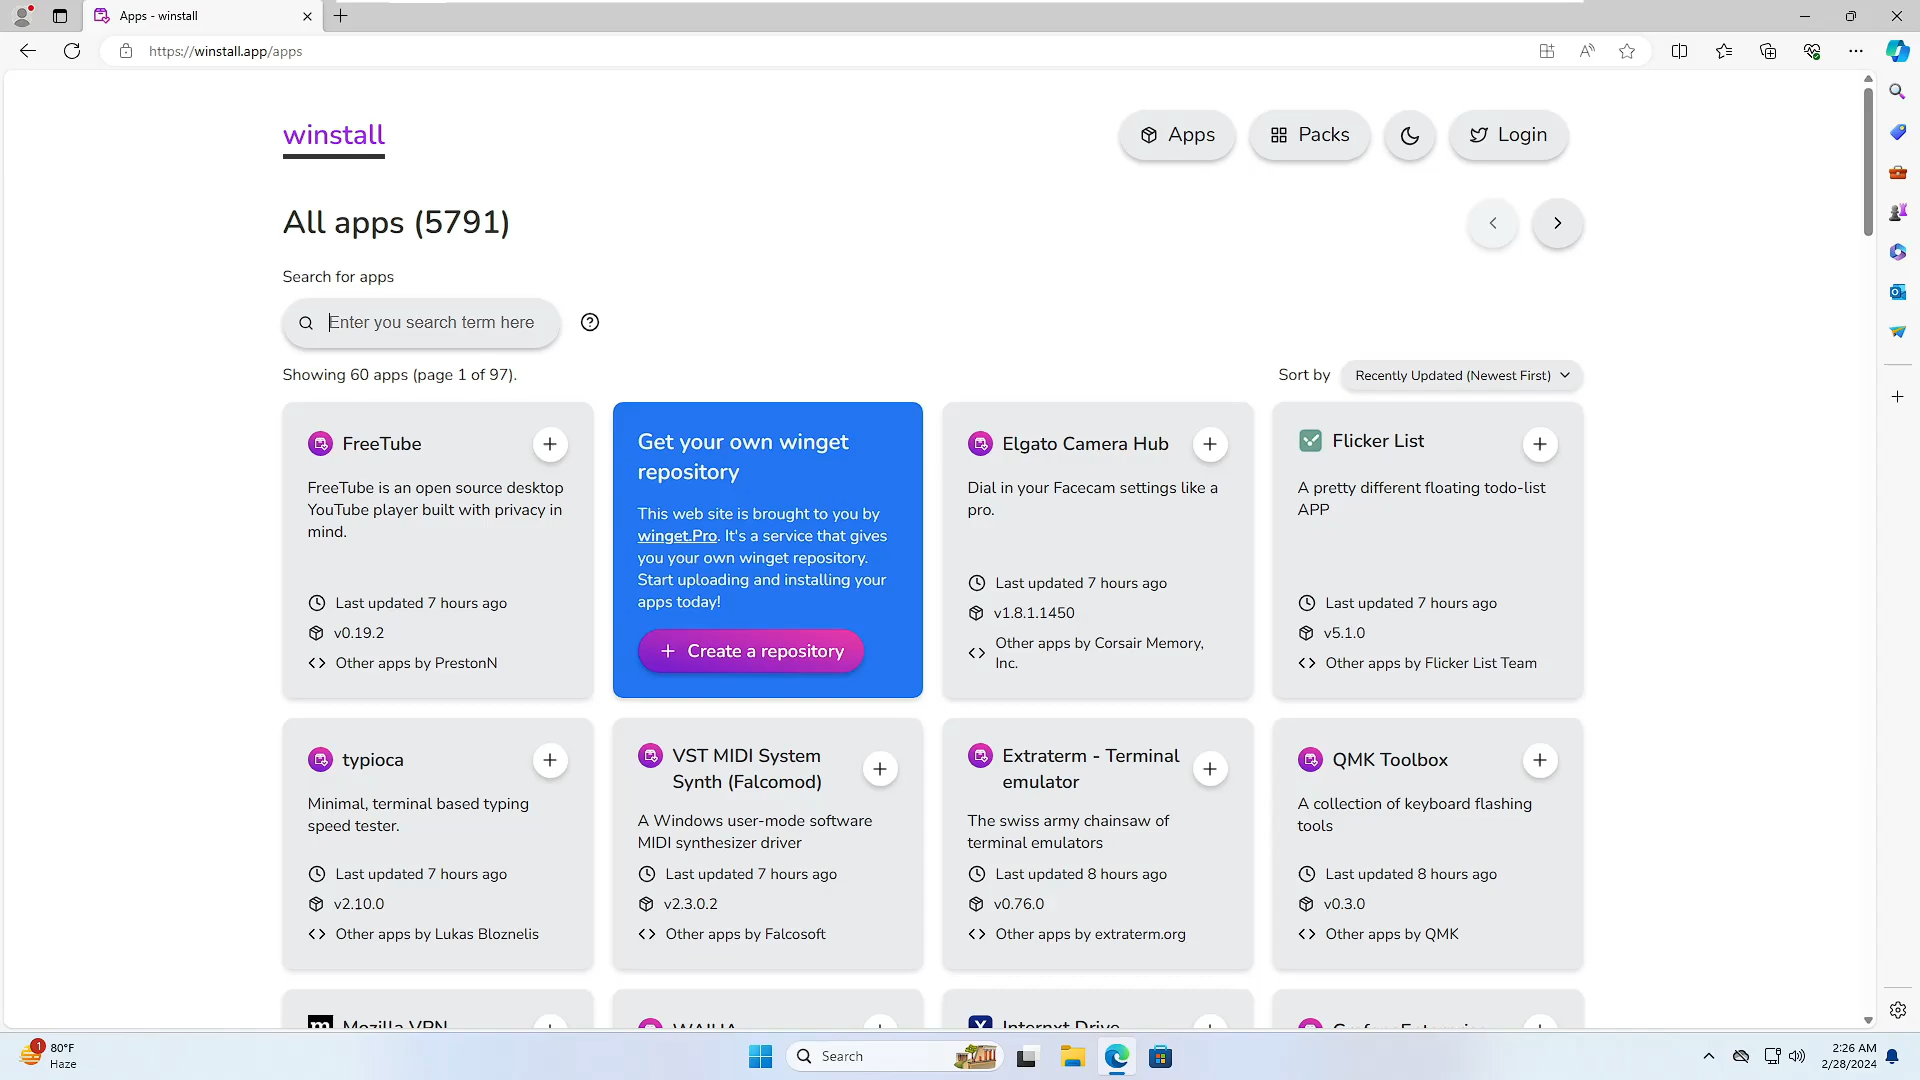 Apps - winstall
https://winstall.app/apps
winstall
Apps
Packs
Login
All apps (5791)
Search for apps
Enter you search term here
Showing 60 apps (page 1 of 97).
Sort by
Recently Updated (Newest First)
FreeTube
FreeTube is an open source desktop
YouTube player built with privacy in
mind.
Last updated 7 hours ago
v0.19.2
Other apps by PrestonN
Get your own winget
repository
This web site is brought to you by
winget.Pro. It's a service that gives
you your own winget repository.
Start uploading and installing your
apps today!
Create a repository
Elgato Camera Hub
Dial in your Facecam settings like a
pro.
Last updated 7 hours ago
v1.8.1.1450
Other apps by Corsair Memory,
Inc.
Flicker List
A pretty different floating todo-list
APP
Last updated 7 hours ago
v5.1.0
Other apps by Flicker List Team
typioca
Minimal, terminal based typing
speed tester.
Last updated 7 hours ago
v2.10.0
Other apps by Lukas Bloznelis
VST MIDI System
Synth (Falcomod)
A Windows user-mode software
MIDI synthesizer driver
Last updated 7 hours ago
v2.3.0.2
Other apps by Falcosoft
Extraterm - Terminal
emulator
The swiss army chainsaw of
terminal emulators
Last updated 8 hours ago
v0.76.0
Other apps by extraterm.org
QMK Toolbox
A collection of keyboard flashing
tools
Last updated 8 hours ago
v0.3.0
Other apps by QMK
Mozilla VPN
Internxt Drive
1
80°F
Haze
Search
2:26 AM
2/28/2024